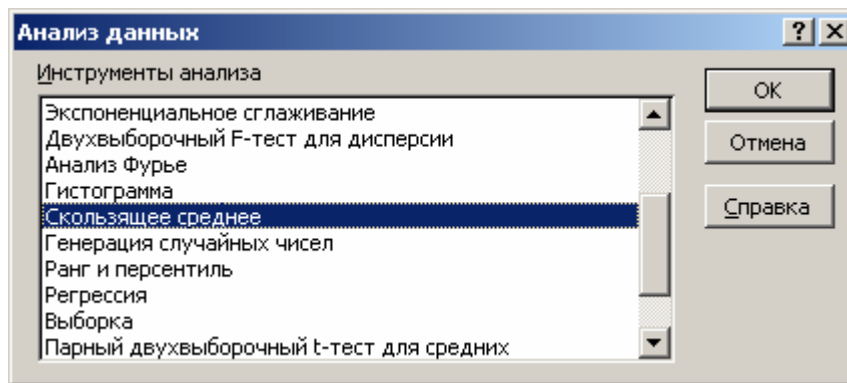 Анализ данных
Инструменты анализа
Экспоненциальное сглаживание
Двухвыборочный F-тест для дисперсии
Анализ Фурье
Гистограмма
Скользящее среднее
Генерация случайных чисел
Ранг и персентиль
Регрессия
Выборка
Парный двухвыборочный t-тест для средних
OK
Отмена
Справка